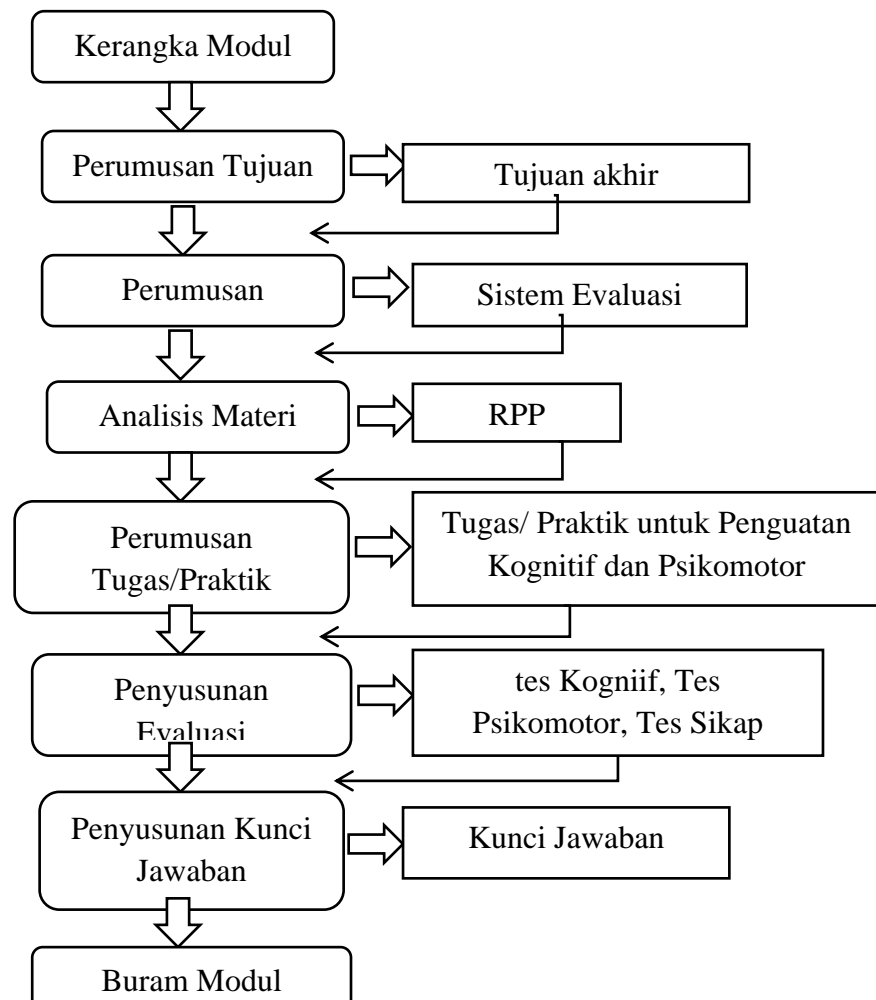 Kerangka Modul
Perumusan Tujuan
Tujuan akhir
Perumusan
Sistem Evaluasi
Analisis Materi
RPP
Perumusan
Tugas/Praktik
Tugas/ Praktik untuk Penguatan
Kognitif dan Psikomotor
Penyusunan
Evaluasi
tes Kogniif, Tes
Psikomotor, Tes Sikap
Penyusunan Kunci
Jawaban
Kunci Jawaban
Buram Modul